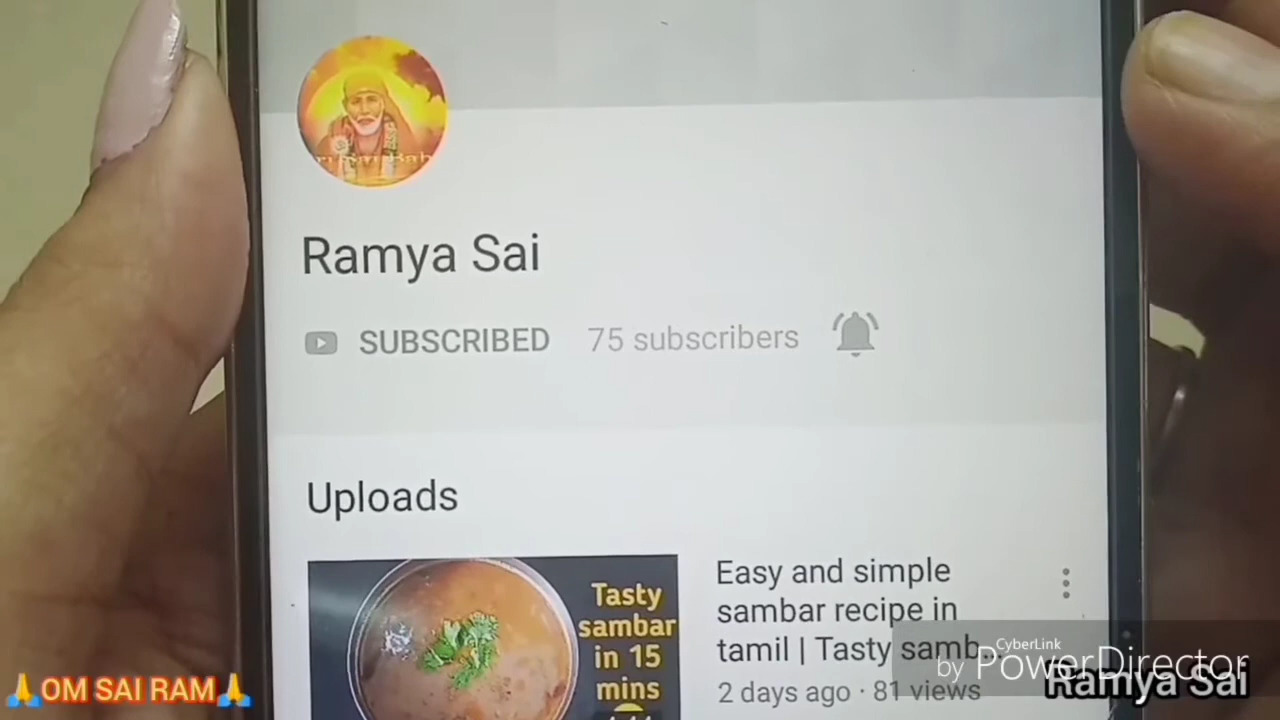 Ramya Sai
SUBSCRIBED 75 subscribers
Uploads
Tasty
sambar
in 15
mins
Easy and simple
sambar recipe in
tamil | Tasty samb...
2 days ago · 81 views
🙏OM SAI RAM🙏
CyberLink
by PowerDirector
Ramya Sai